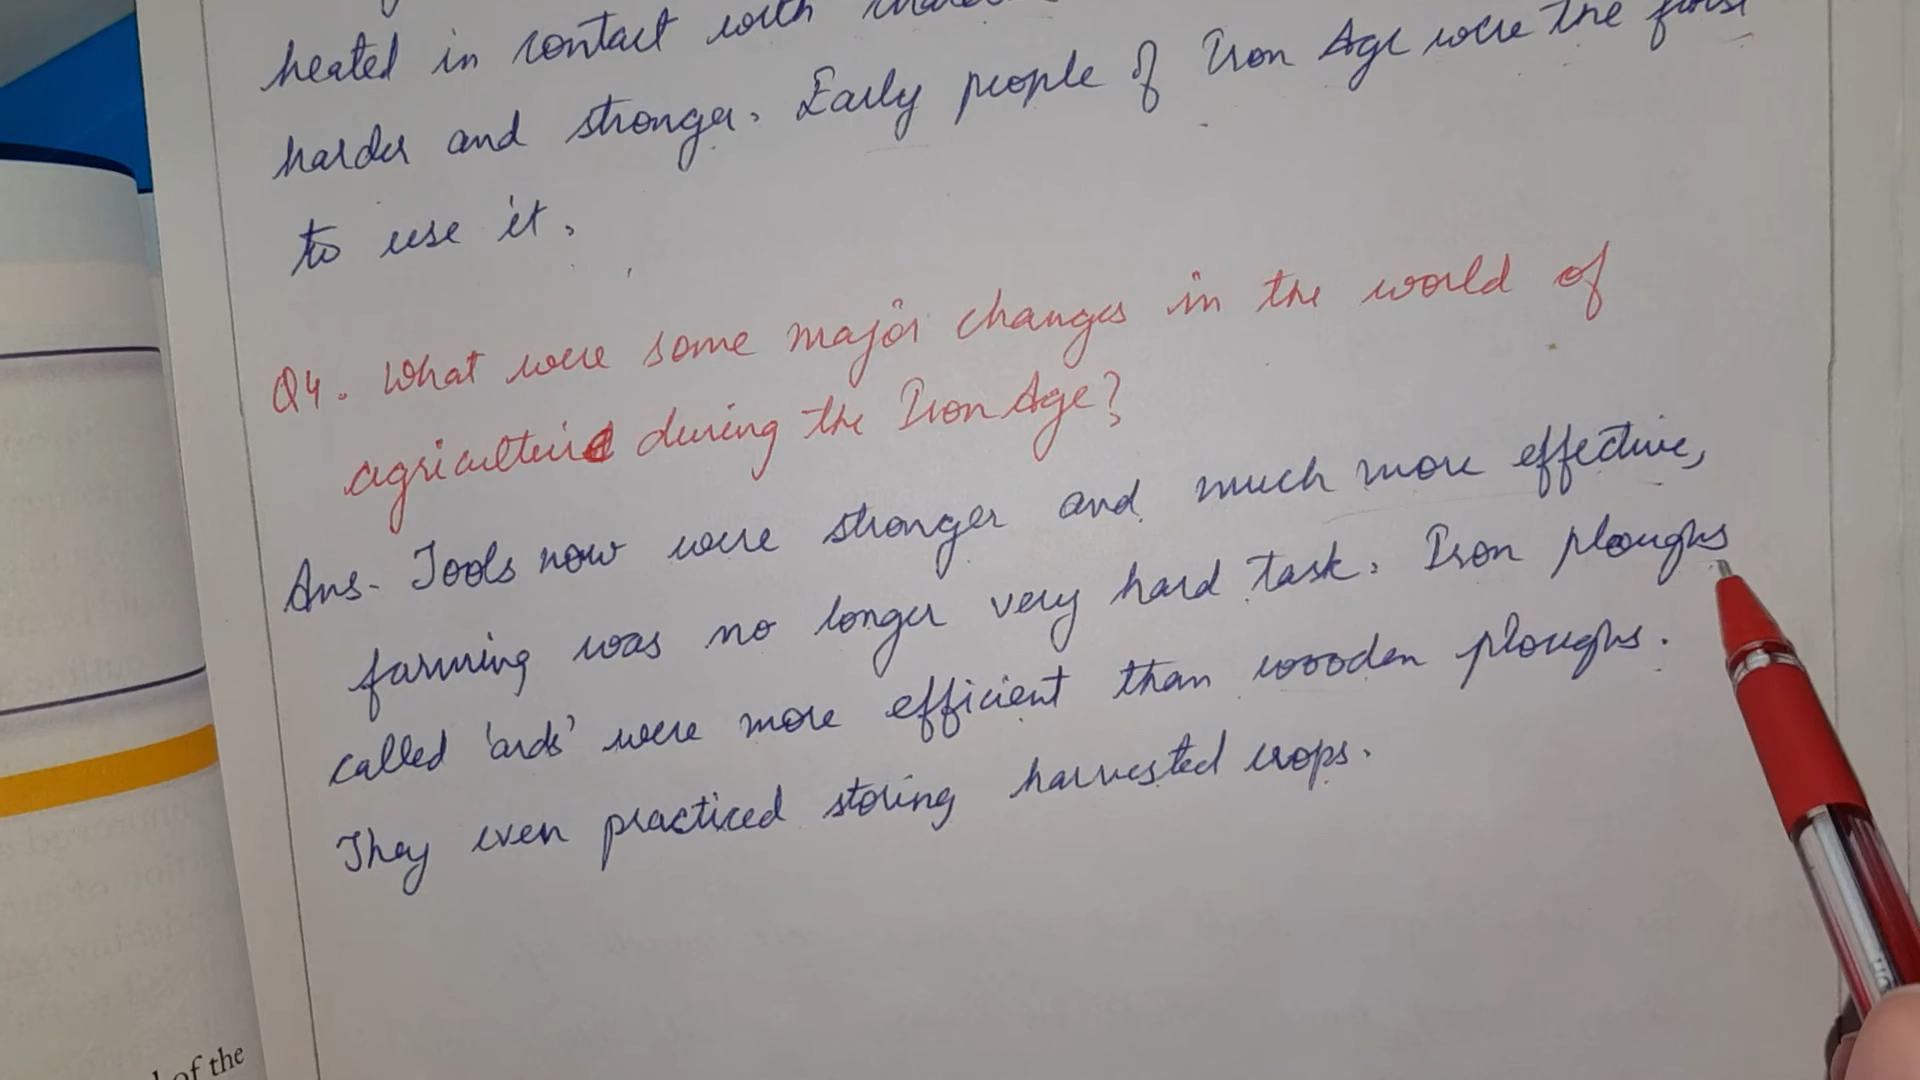 heated in contact with
harder and stronger. Early people of Iron Age were the first
to use it.
Q4. What were some major changes in the world of
agriculture during the Iron Age?
Ans- Tools now were stronger and much more effective,
farming was no longer very hard task. Iron ploughs
called 'ards' were more efficient than wooden ploughs.
They even practiced storing harvested crops.
of the